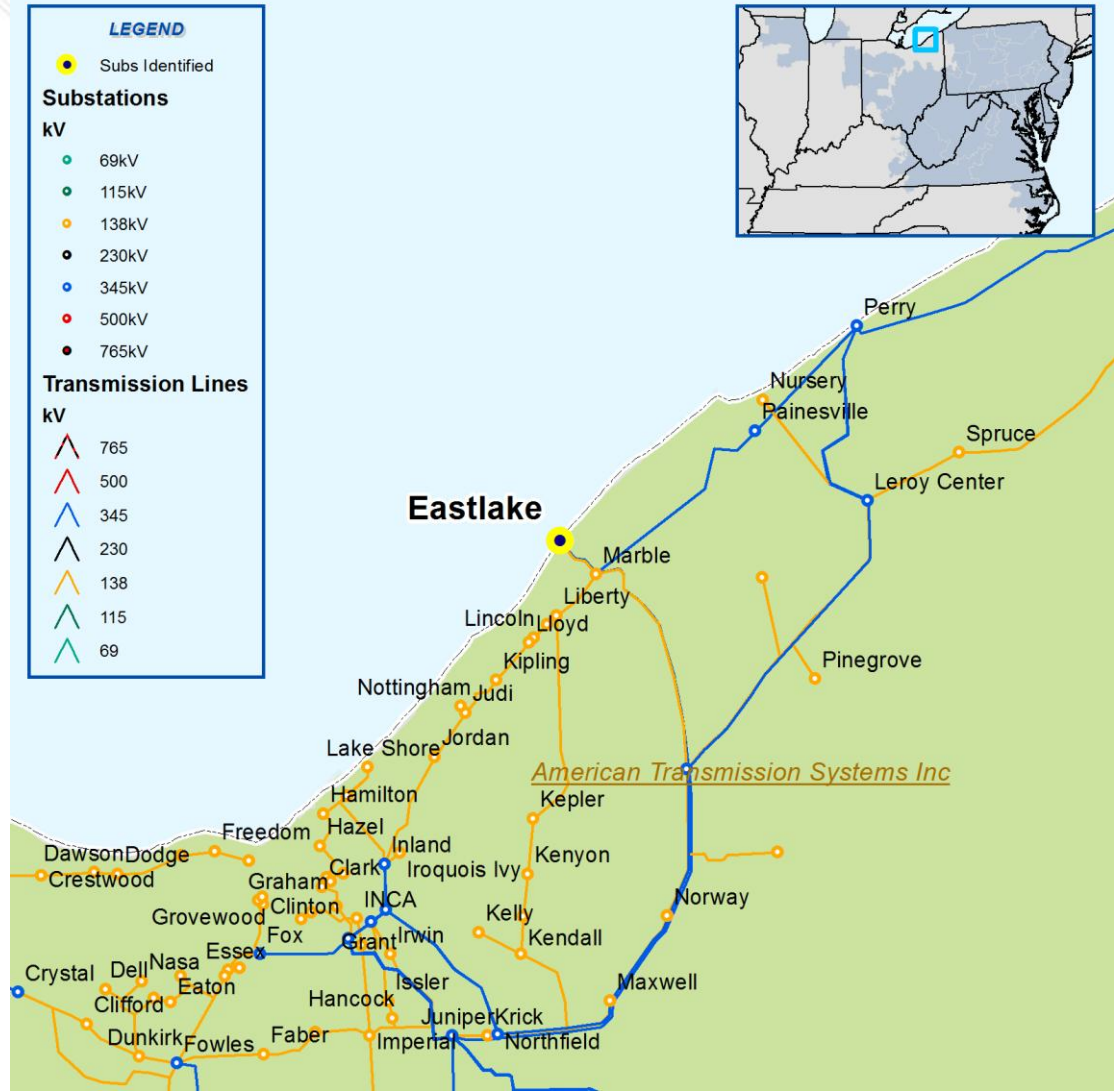 LEGEND
Subs Identified
Substations
kV
69kV
115kV
138kV
230kV
345kV
500kV
765kV
Transmission Lines
kV
765
500
345
230
138
115
69
Perry
Nursery
Painesville
Spruce
Leroy Center
Eastlake
Marble
Liberty
Lincoln
Lloyd
Kipling
Pinegrove
Nottingham
Judi
Jordan
Lake Shore
American Transmission Systems Inc
Hamilton
Kepler
Hazel
Freedom
Inland
Dawson
Dodge
Clark
Iroquois
Ivy
Kenyon
Crestwood
Graham
INCA
Clinton
Grovewood
Norway
Kelly
Fox
Grant
Irwin
Kendall
Essex
Nasa
Dell
Crystal
Eaton
Issler
Maxwell
Clifford
Hancock
Dunkirk
Fowles
Faber
Imperial
Juniper
Krick
Northfield